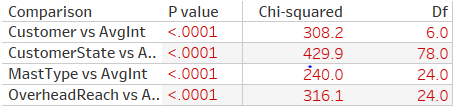 Comparison P value Chi-squared Df
Customer vs AvgInt <.0001 308.2 6.0
CustomerState vs A.. <.0001 429.9 78.0
MastType vs AvgInt <.0001 240.0 24.0
OverheadReach vs A.. <.0001 316.1 24.0